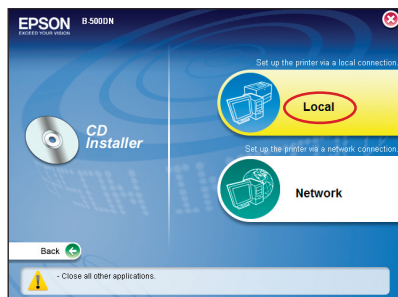 EPSON
EXCEED YOUR VISION
B-500DN
Set up the printer via a local connection.
Local
CD
Installer
Set up the printer via a network connection.
Network
Back
- Close all other applications.